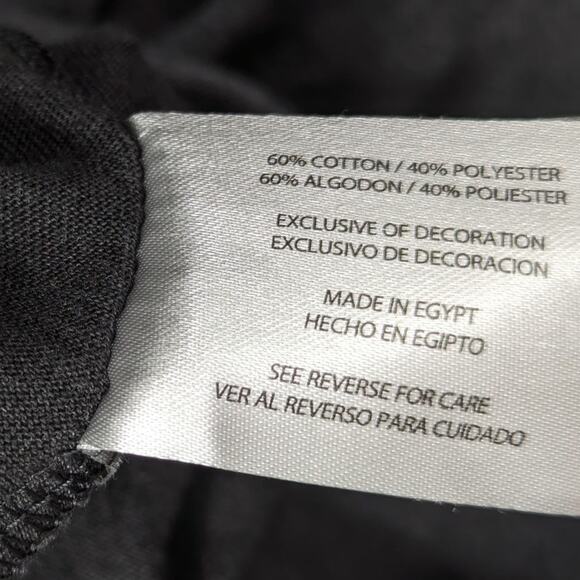 60% COTTON / 40% POLYESTER
60% ALGODON / 40% POLIESTER
EXCLUSIVE OF DECORATION
EXCLUSIVO DE DECORACION
MADE IN EGYPT
HECHO EN EGIPTO
SEE REVERSE FOR CARE
VER AL REVERSO PARA CUIDADO